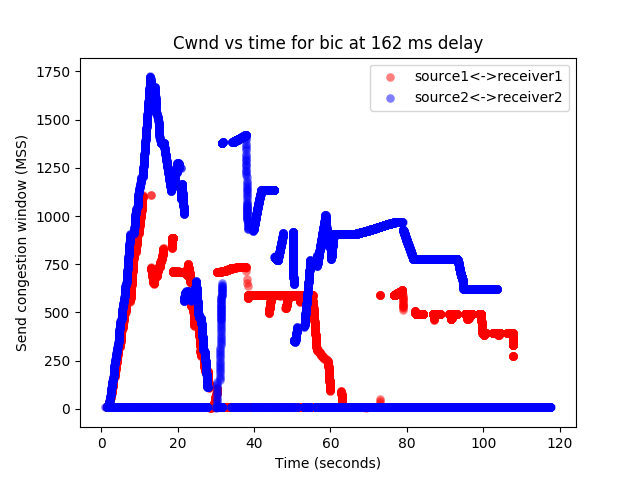 Cwnd vs time for bic at 162 ms delay
source1<->receiver1
source2<->receiver2
Send congestion window (MSS)
1750
1500
1250
1000
750
500
250
0
0 20 40 60 80 100 120
Time (seconds)